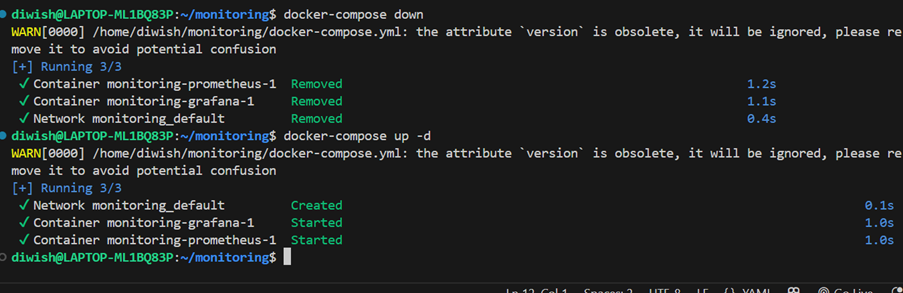 diwish@LAPTOP-ML1BQ83P:~/monitoring$ docker-compose down
WARN[0000] /home/diwish/monitoring/docker-compose.yml: the attribute `version` is obsolete, it will be ignored, please re
move it to avoid potential confusion
[+] Running 3/3
✓ Container monitoring-prometheus-1 Removed 1.2s
✓ Container monitoring-grafana-1 Removed 1.1s
✓ Network monitoring_default Removed 0.4s
diwish@LAPTOP-ML1BQ83P:~/monitoring$ docker-compose up -d
WARN[0000] /home/diwish/monitoring/docker-compose.yml: the attribute `version` is obsolete, it will be ignored, please re
move it to avoid potential confusion
[+] Running 3/3
✓ Network monitoring_default Created 0.1s
✓ Container monitoring-grafana-1 Started 1.0s
✓ Container monitoring-prometheus-1 Started 1.0s
diwish@LAPTOP-ML1BQ83P:~/monitoring$
Ln 12, Col 1 Spaces: 2 UTF-8 LF {} YAML Go Live